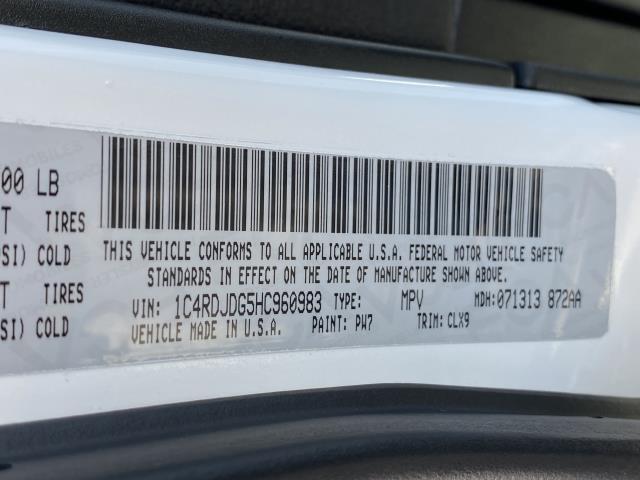 00 LB
T TIRES
SI) COLD
T TIRES
SI) COLD
THIS VEHICLE CONFORMS TO ALL APPLICABLE U.S.A. FEDERAL MOTOR VEHICLE SAFETY
STANDARDS IN EFFECT ON THE DATE OF MANUFACTURE SHOWN ABOVE.
VIN: 1C4RDJDG5HC960983 TYPE: MPV MDH:071313 872AA
VEHICLE MADE IN U.S.A. PAINT: PW7 TRIM: CLX9